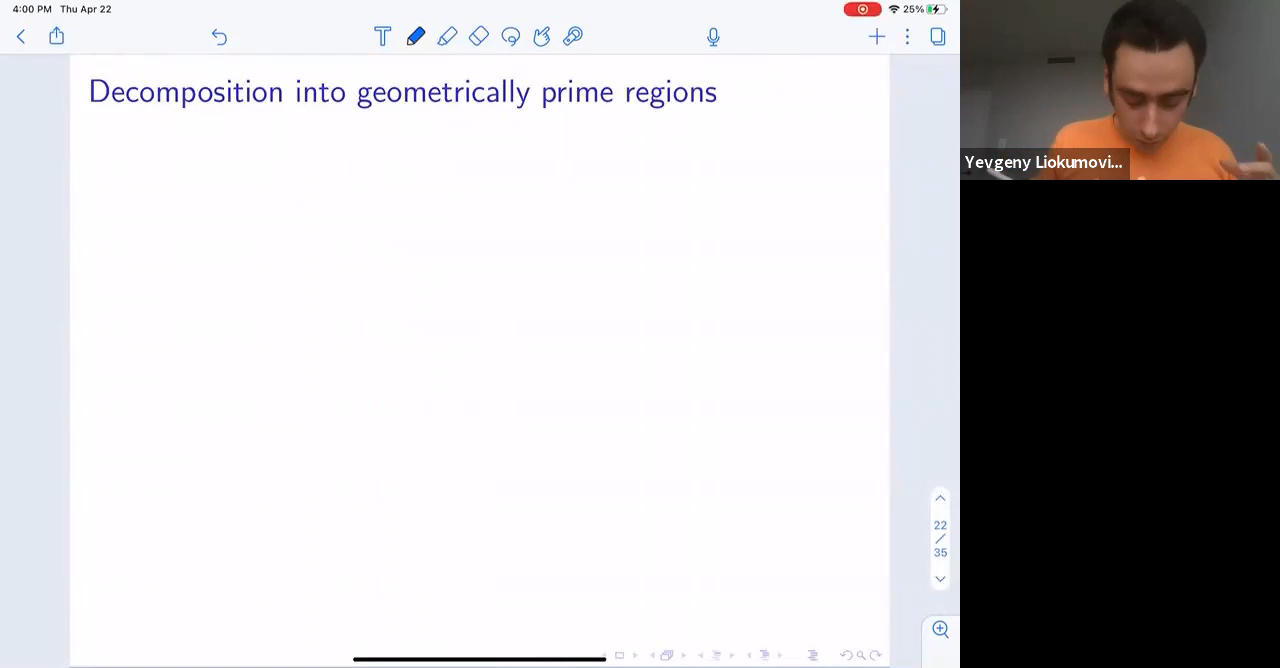 4:00 PM Thu Apr 22
25%
Decomposition into geometrically prime regions
Yevgeny Liokumovi...
22
/
35